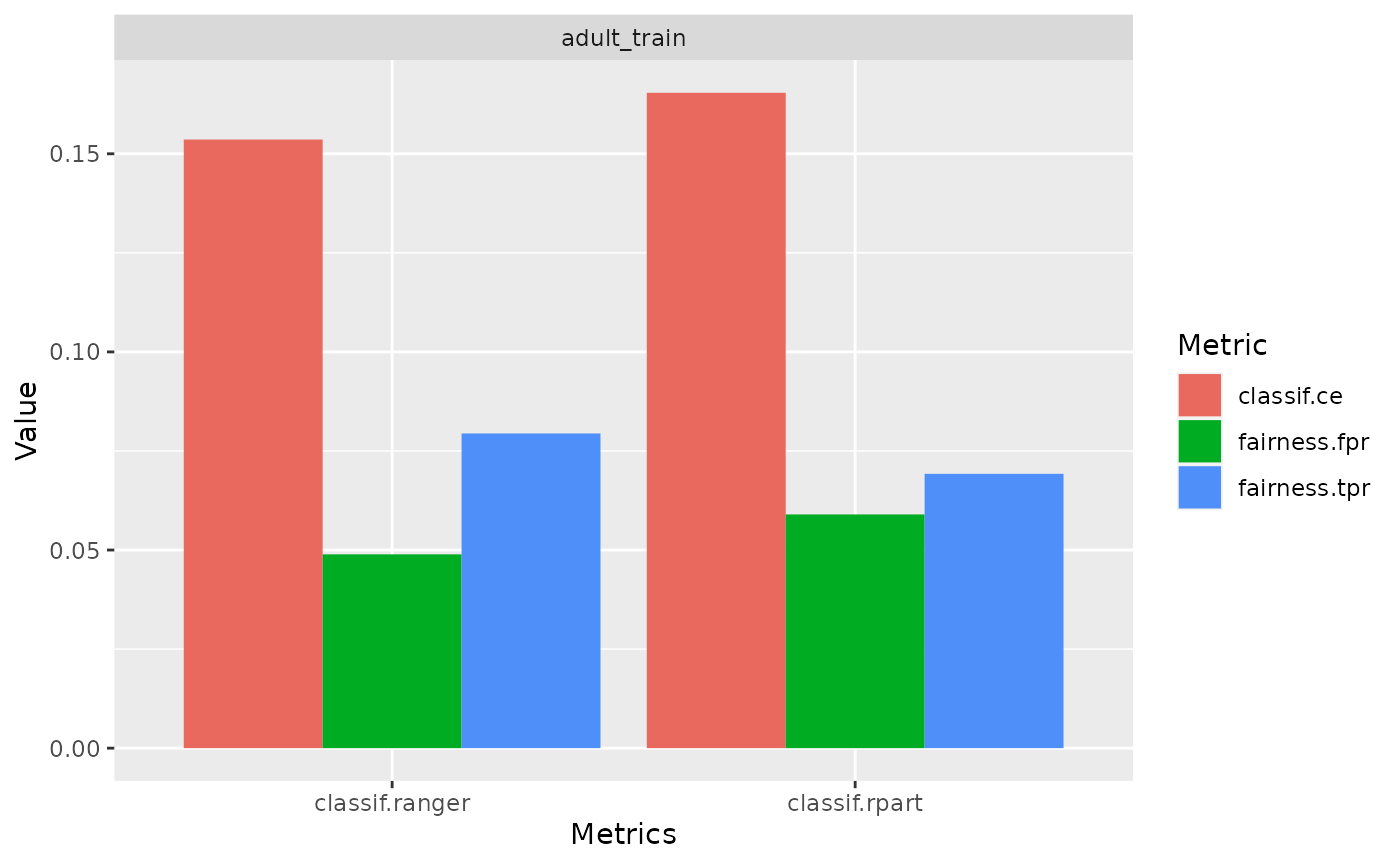 adult_train
0.15
0.10
0.05
0.00
Value
classif.ranger
classif.rpart
Metrics
Metric
classif.ce
fairness.fpr
fairness.tpr